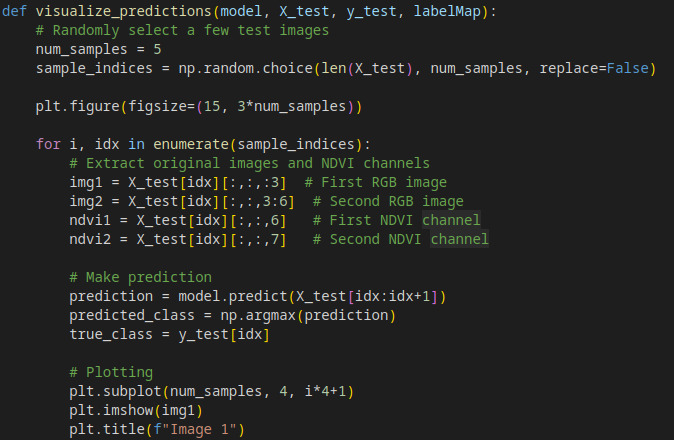 def visualize_predictions(model, X_test, y_test, labelMap):
    # Randomly select a few test images
    num_samples = 5
    sample_indices = np.random.choice(len(X_test), num_samples, replace=False)

    plt.figure(figsize=(15, 3*num_samples))

    for i, idx in enumerate(sample_indices):
        # Extract original images and NDVI channels
        img1 = X_test[idx][:,:,:3]  # First RGB image
        img2 = X_test[idx][:,:,3:6]  # Second RGB image
        ndvi1 = X_test[idx][:,:,6]   # First NDVI channel
        ndvi2 = X_test[idx][:,:,7]   # Second NDVI channel

        # Make prediction
        prediction = model.predict(X_test[idx:idx+1])
        predicted_class = np.argmax(prediction)
        true_class = y_test[idx]

        # Plotting
        plt.subplot(num_samples, 4, i*4+1)
        plt.imshow(img1)
        plt.title(f"Image 1")